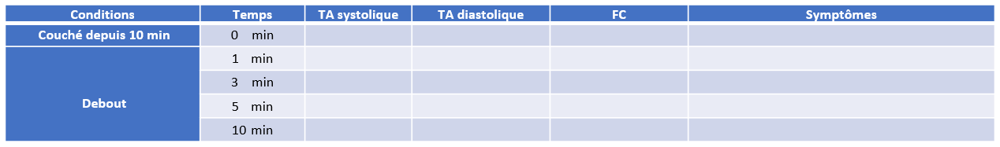 Conditions Temps TA systolique TA diastolique FC Symptômes
Couché depuis 10 min 0 min
1 min
3 min
Debout
5 min
10 min